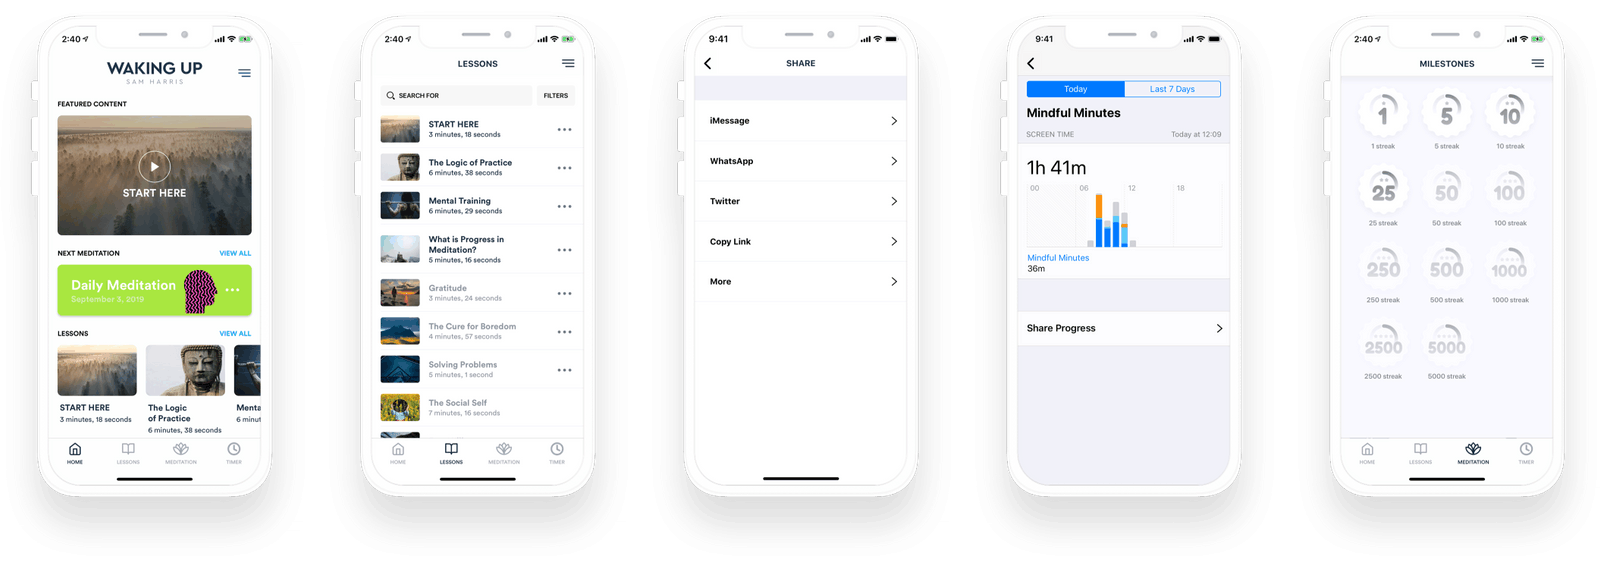 2:40
WAKING UP
SAM HARRIS
FEATURED CONTENT
START HERE
NEXT MEDITATION
VIEW ALL
Daily Meditation
September 3, 2019
LESSONS
VIEW ALL
START HERE
3 minutes, 18 seconds
The Logic
of Practice
6 minutes, 38 seconds
Menta
6 minut
HOME
LESSONS
MEDITATION
TIMER
2:40
LESSONS
SEARCH FOR
FILTERS
START HERE
3 minutes, 18 seconds
The Logic of Practice
6 minutes, 38 seconds
Mental Training
6 minutes, 29 seconds
What is Progress in
Meditation?
5 minutes, 16 seconds
Gratitude
3 minutes, 24 seconds
The Cure for Boredom
4 minutes, 57 seconds
Solving Problems
5 minutes, 1 second
The Social Self
7 minutes, 16 seconds
HOME
LESSONS
MEDITATION
TIMER
9:41
SHARE
iMessage
WhatsApp
Twitter
Copy Link
More
9:41
Today
Last 7 Days
Mindful Minutes
SCREEN TIME
Today at 12:09
1h 41m
00
06
12
18
Mindful Minutes
36m
Share Progress
2:40
MILESTONES
1
5
10
1 streak
5 streak
10 streak
25
50
100
25 streak
50 streak
100 streak
250
500
1000
250 streak
500 streak
1000 streak
2500
5000
2500 streak
5000 streak
HOME
LESSONS
MEDITATION
TIMER